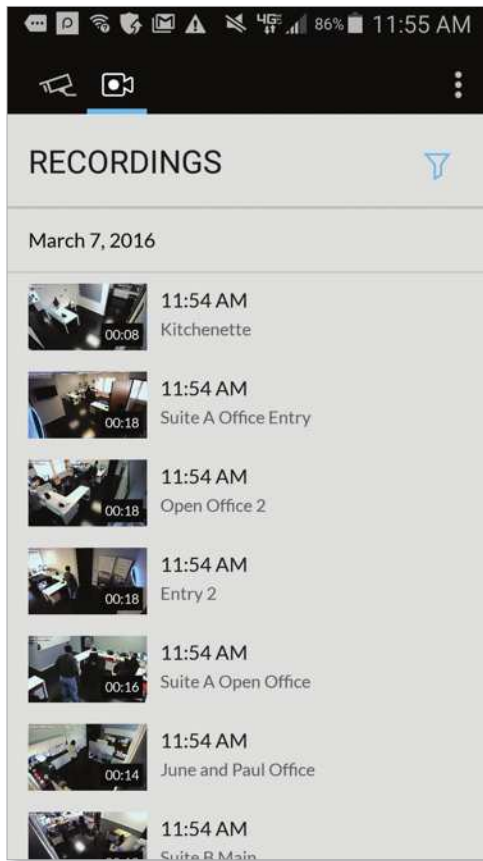 4GE 86% 11:55 AM
RECORDINGS
March 7, 2016
11:54 AM
00:08 Kitchenette
11:54 AM
00:18 Suite A Office Entry
11:54 AM
00:18 Open Office 2
11:54 AM
00:18 Entry 2
11:54 AM
00:16 Suite A Open Office
11:54 AM
00:14 June and Paul Office
11:54 AM
Suite B Main